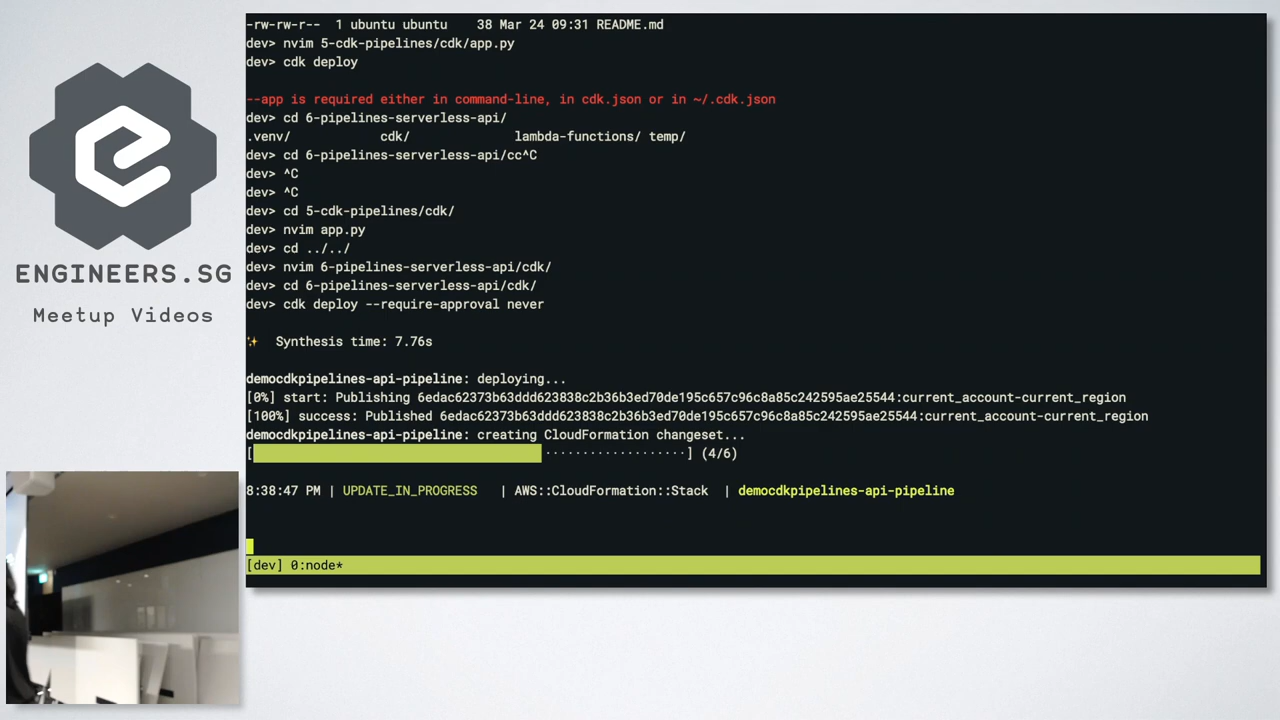 ENGINEERS.SG
Meetup Videos
-rw-rw-r--  1 ubuntu ubuntu    38 Mar 24 09:31 README.md
dev> nvim 5-cdk-pipelines/cdk/app.py
dev> cdk deploy
--app is required either in command-line, in cdk.json or in ~/.cdk.json
dev> cd 6-pipelines-serverless-api/
.venv/            cdk/              lambda-functions/ temp/
dev> cd 6-pipelines-serverless-api/cc^C
dev> ^C
dev> ^C
dev> cd 5-cdk-pipelines/cdk/
dev> nvim app.py
dev> cd ../../
dev> nvim 6-pipelines-serverless-api/cdk/
dev> cd 6-pipelines-serverless-api/cdk/
dev> cdk deploy --require-approval never
✨  Synthesis time: 7.76s
democdkpipelines-api-pipeline: deploying...
[0%] start: Publishing 6edac62373b63ddd623838c2b36b3ed70de195c657c96c8a85c242595ae25544:current_account-current_region
[100%] success: Published 6edac62373b63ddd623838c2b36b3ed70de195c657c96c8a85c242595ae25544:current_account-current_region
democdkpipelines-api-pipeline: creating CloudFormation changeset...
[███████████████████████████████████████···················] (4/6)
8:38:47 PM | UPDATE_IN_PROGRESS   | AWS::CloudFormation::Stack  | democdkpipelines-api-pipeline
[dev] 0:node*